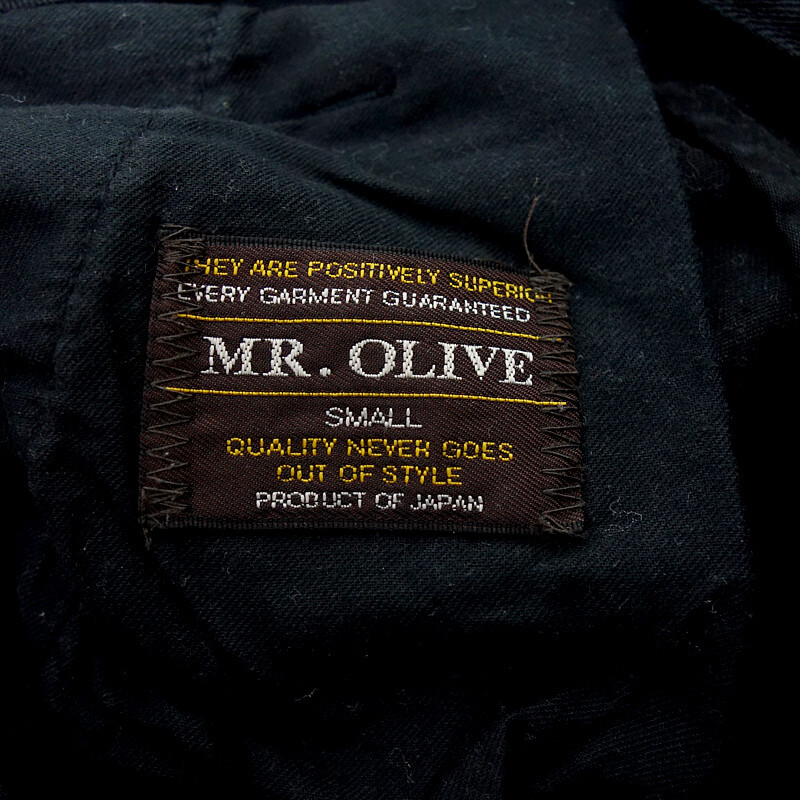 THEY ARE POSITIVELY SUPERIOR
EVERY GARMENT GUARANTEED
MR. OLIVE
SMALL
QUALITY NEVER GOES
OUT OF STYLE
PRODUCT OF JAPAN